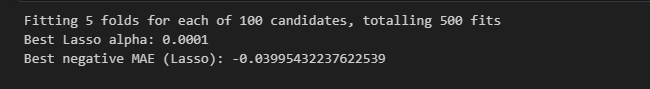 Fitting 5 folds for each of 100 candidates, totalling 500 fits
Best Lasso alpha: 0.0001
Best negative MAE (Lasso): -0.03995432237622539